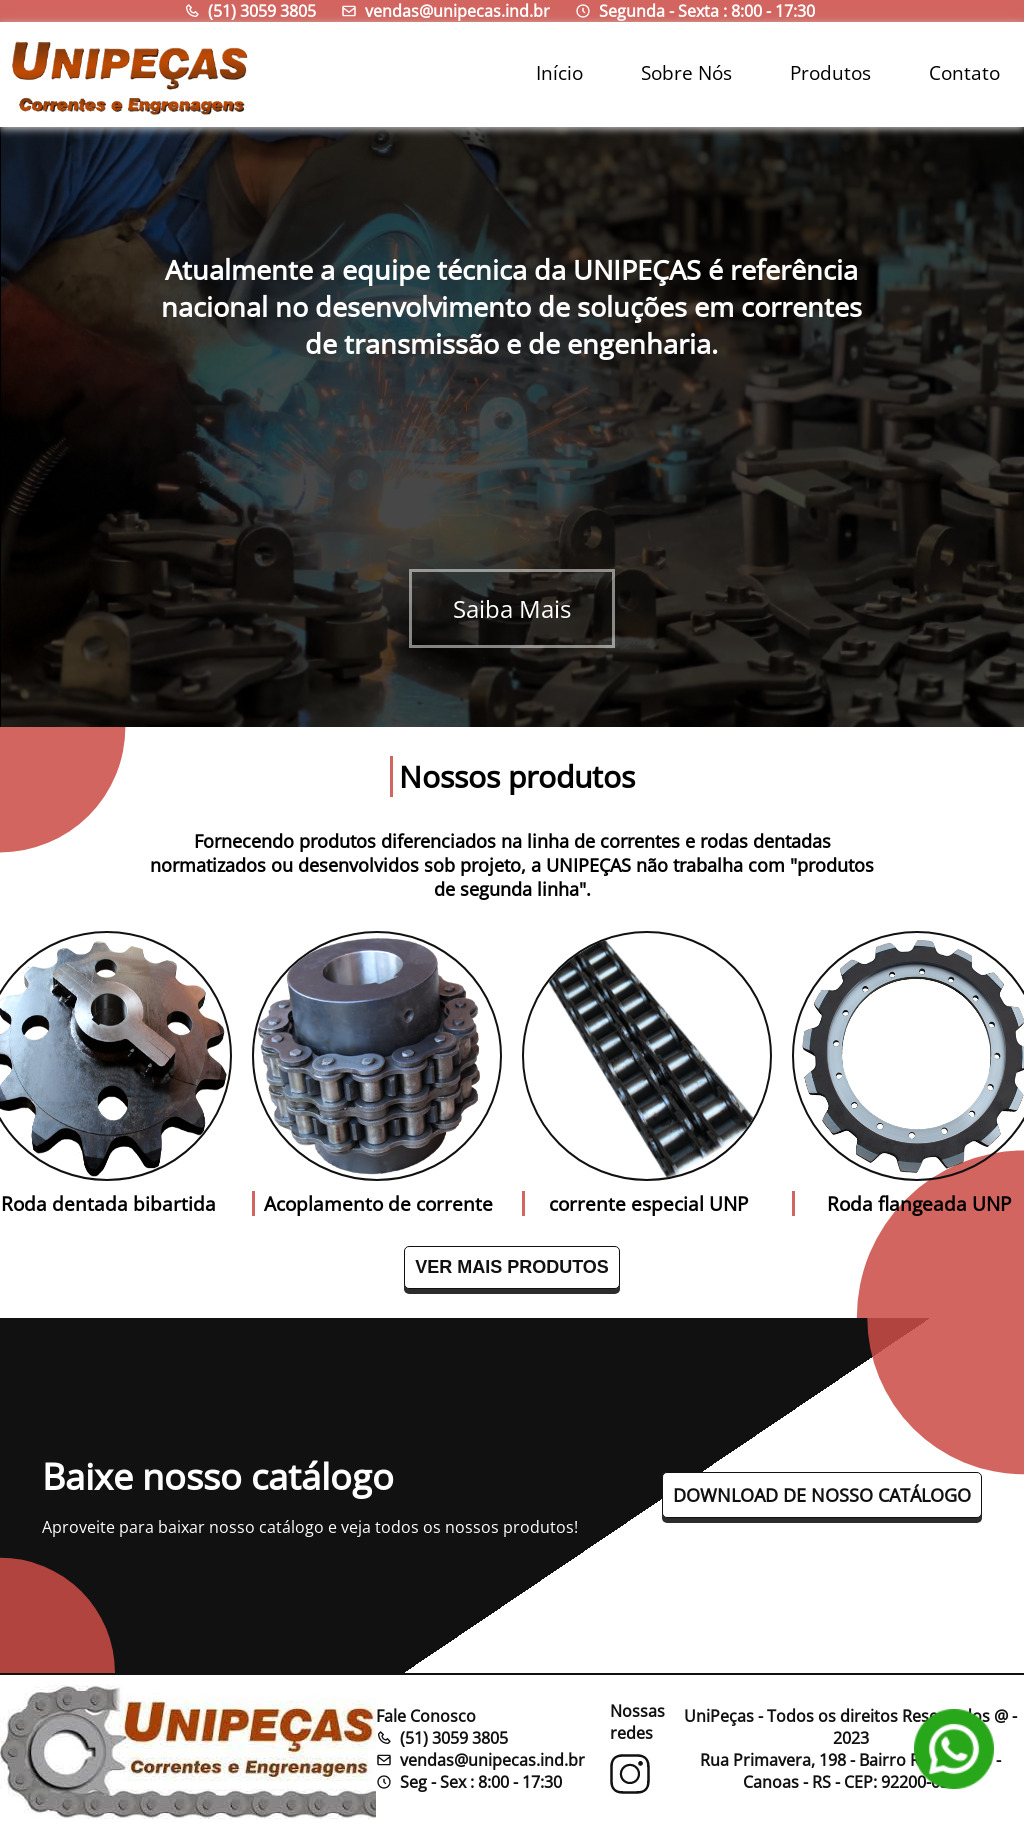 (51) 3059 3805 vendas@unipecas.ind.br Segunda - Sexta : 8:00 - 17:30
UNIPEÇAS
Correntes e Engrenagens
Início Sobre Nós Produtos Contato
Atualmente a equipe técnica da UNIPEÇAS é referência
nacional no desenvolvimento de soluções em correntes
de transmissão e de engenharia.
Saiba Mais
Nossos produtos
Fornecendo produtos diferenciados na linha de correntes e rodas dentadas
normatizados ou desenvolvidos sob projeto, a UNIPEÇAS não trabalha com "produtos
de segunda linha".
Roda dentada bibartida Acoplamento de corrente corrente especial UNP Roda flangeada UNP
VER MAIS PRODUTOS
Baixe nosso catálogo
Aproveite para baixar nosso catálogo e veja todos os nossos produtos!
DOWNLOAD DE NOSSO CATÁLOGO
UNIPEÇAS
Correntes e Engrenagens
Fale Conosco
(51) 3059 3805
vendas@unipecas.ind.br
Seg - Sex : 8:00 - 17:30
Nossas
redes
UniPeças - Todos os direitos @ -
2023
Rua Primavera, 198 - Bairro -
Canoas - RS - CEP: